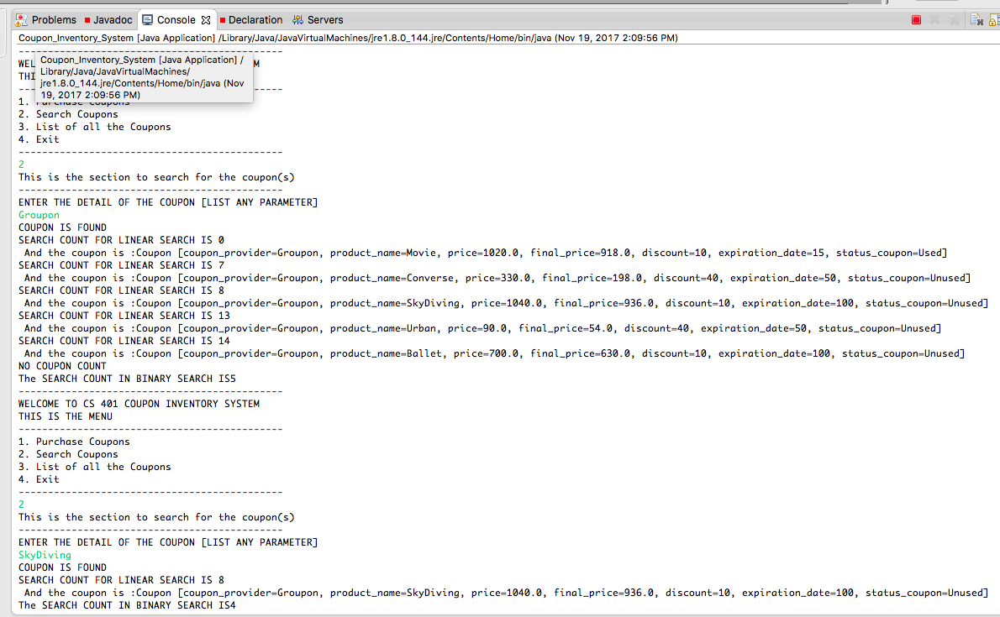 Problems Javadoc Console Declaration Servers
Coupon_Inventory_System [Java Application] /Library/Java/JavaVirtualMachines/jre1.8.0_144.jre/Contents/Home/bin/java (Nov 19, 2017 2:09:56 PM)
---------------------------------------------
WEL M
THI
Coupon_Inventory_System [Java Application] /
Library/Java/JavaVirtualMachines/
jre1.8.0_144.jre/Contents/Home/bin/java (Nov
19, 2017 2:09:56 PM)
---------------------------------------------
1. Purchase Coupons
2. Search Coupons
3. List of all the Coupons
4. Exit
---------------------------------------------
2
This is the section to search for the coupon(s)
---------------------------------------------
ENTER THE DETAIL OF THE COUPON [LIST ANY PARAMETER]
Groupon
COUPON IS FOUND
SEARCH COUNT FOR LINEAR SEARCH IS 0
And the coupon is :Coupon [coupon_provider=Groupon, product_name=Movie, price=1020.0, final_price=918.0, discount=10, expiration_date=15, status_coupon=Used]
SEARCH COUNT FOR LINEAR SEARCH IS 7
And the coupon is :Coupon [coupon_provider=Groupon, product_name=Converse, price=330.0, final_price=198.0, discount=40, expiration_date=50, status_coupon=Unused]
SEARCH COUNT FOR LINEAR SEARCH IS 8
And the coupon is :Coupon [coupon_provider=Groupon, product_name=SkyDiving, price=1040.0, final_price=936.0, discount=10, expiration_date=100, status_coupon=Unused]
SEARCH COUNT FOR LINEAR SEARCH IS 13
And the coupon is :Coupon [coupon_provider=Groupon, product_name=Urban, price=90.0, final_price=54.0, discount=40, expiration_date=50, status_coupon=Unused]
SEARCH COUNT FOR LINEAR SEARCH IS 14
And the coupon is :Coupon [coupon_provider=Groupon, product_name=Ballet, price=700.0, final_price=630.0, discount=10, expiration_date=100, status_coupon=Unused]
NO COUPON COUNT
The SEARCH COUNT IN BINARY SEARCH IS5
---------------------------------------------
WELCOME TO CS 401 COUPON INVENTORY SYSTEM
THIS IS THE MENU
---------------------------------------------
1. Purchase Coupons
2. Search Coupons
3. List of all the Coupons
4. Exit
---------------------------------------------
2
This is the section to search for the coupon(s)
---------------------------------------------
ENTER THE DETAIL OF THE COUPON [LIST ANY PARAMETER]
SkyDiving
COUPON IS FOUND
SEARCH COUNT FOR LINEAR SEARCH IS 8
And the coupon is :Coupon [coupon_provider=Groupon, product_name=SkyDiving, price=1040.0, final_price=936.0, discount=10, expiration_date=100, status_coupon=Unused]
The SEARCH COUNT IN BINARY SEARCH IS4